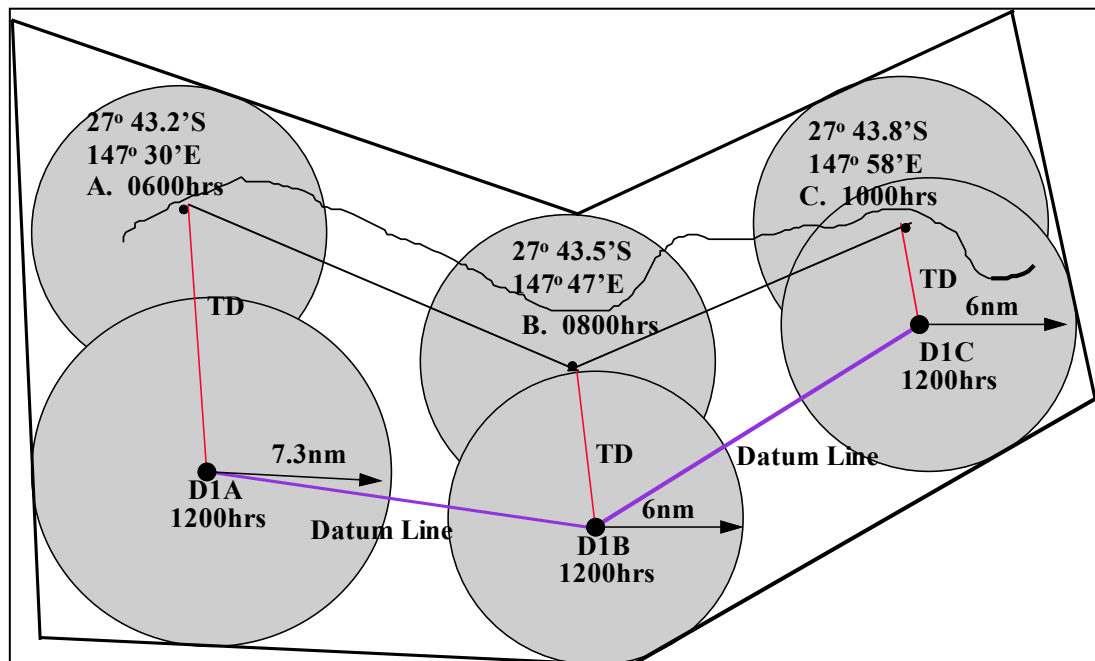 27º 43.2’S
147º 30’E
A. 0600hrs
27º 43.5’S
147º 47’E
B. 0800hrs
27º 43.8’S
147º 58’E
C. 1000hrs
TD
TD
TD
7.3nm
6nm
6nm
D1A
1200hrs
Datum Line
D1B
1200hrs
Datum Line
D1C
1200hrs